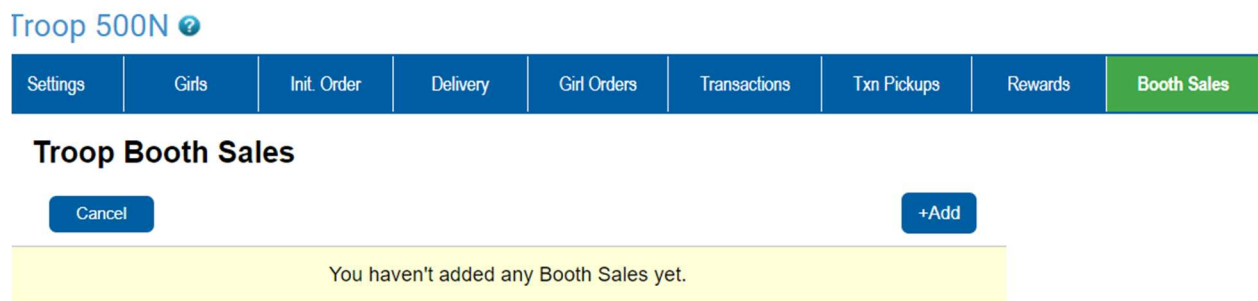 Troop 500N ?
Settings Girls Init. Order Delivery Girl Orders Transactions Txn Pickups Rewards Booth Sales
Troop Booth Sales
Cancel +Add
You haven't added any Booth Sales yet.